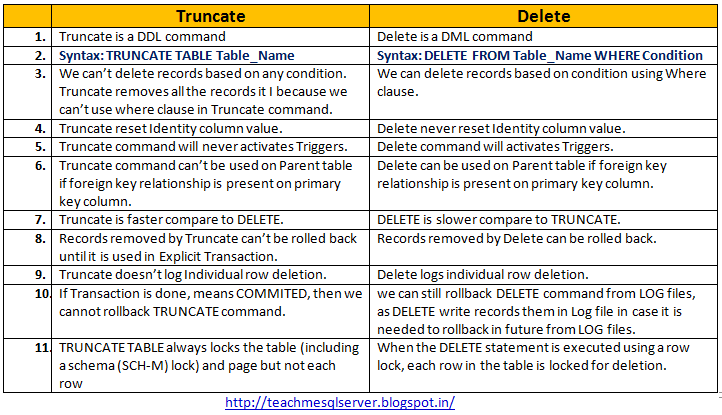 Truncate Delete
1. Truncate is a DDL command Delete is a DML command
2. Syntax: TRUNCATE TABLE Table_Name Syntax: DELETE FROM Table_Name WHERE Condition
3. We can't delete records based on any condition. We can delete records based on condition using Where
Truncate removes all the records it I because we clause.
can't use where clause in Truncate command.
4. Truncate reset Identity column value. Delete never reset Identity column value.
5. Truncate command will never activates Triggers. Delete command will activates Triggers.
6. Truncate command can't be used on Parent table Delete can be used on Parent table if foreign key
if foreign key relationship is present on primary relationship is present on primary key column.
key column.
7. Truncate is faster compare to DELETE. DELETE is slower compare to TRUNCATE.
8. Records removed by Truncate can't be rolled back Records removed by Delete can be rolled back.
until it is used in Explicit Transaction.
9. Truncate doesn't log Individual row deletion. Delete logs individual row deletion.
10. If Transaction is done, means COMMITED, then we we can still rollback DELETE command from LOG files,
cannot rollback TRUNCATE command. as DELETE write records them in Log file in case it is
needed to rollback in future from LOG files.
11. TRUNCATE TABLE always locks the table (including When the DELETE statement is executed using a row
a schema (SCH-M) lock) and page but not each lock, each row in the table is locked for deletion.
row
http://teachmesqlserver.blogspot.in/